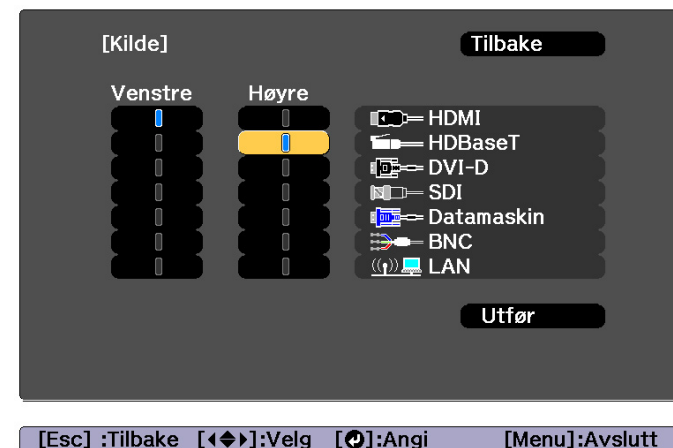 [Kilde] Tilbake
Venstre Høyre
HDMI
HDBaseT
DVI-D
SDI
Datamaskin
BNC
LAN
Utfør
[Esc] :Tilbake [◀◆▶]:Velg [↵]:Angi [Menu]:Avslutt